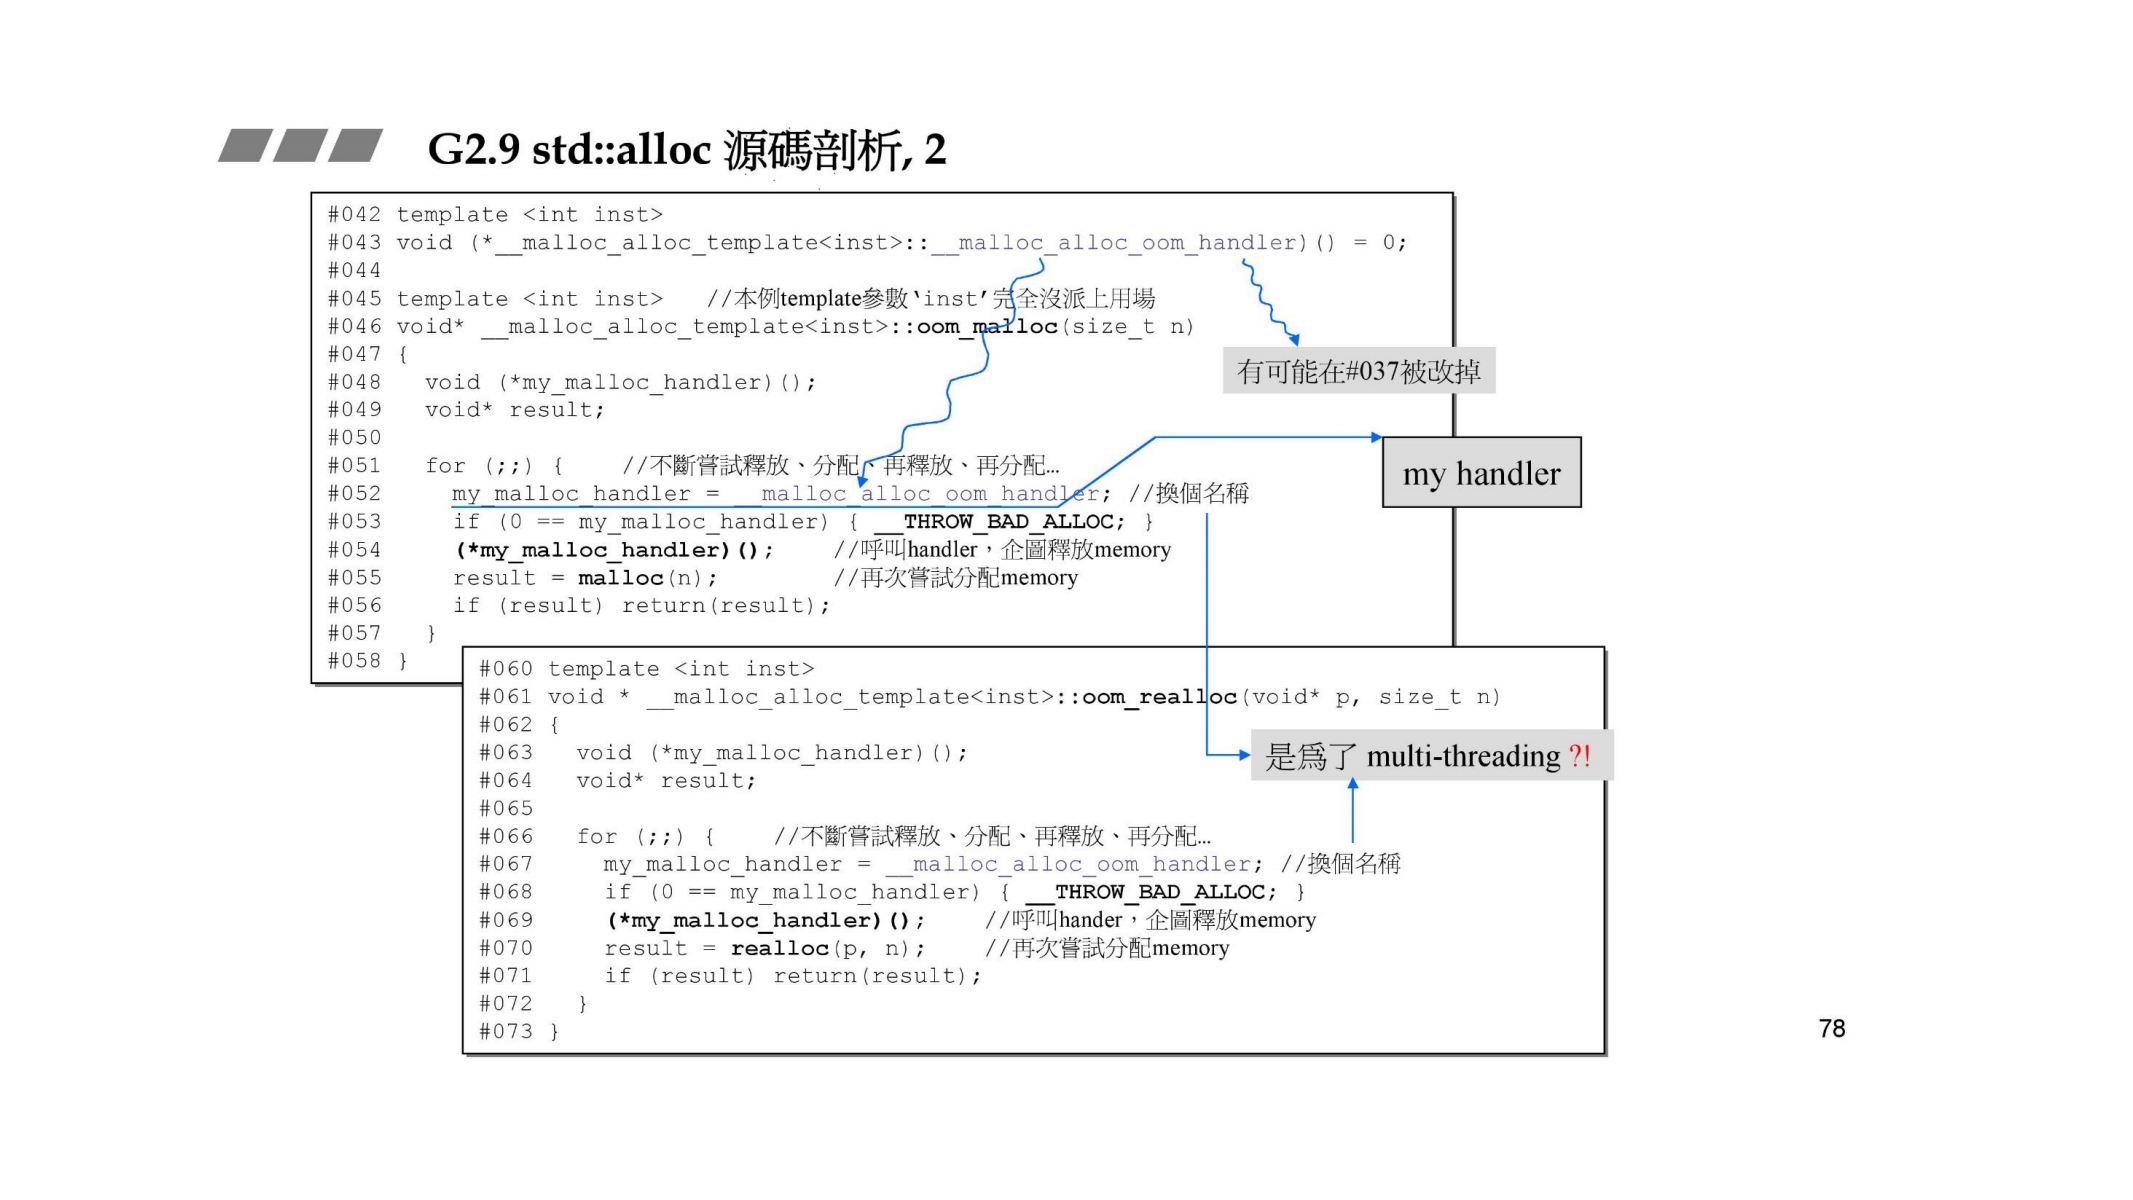 G2.9 std::alloc 源碼剖析, 2
#042 template <int inst>
#043 void (*__malloc_alloc_template<inst>::__malloc_alloc_oom_handler)() = 0;
#044
#045 template <int inst>   //本例template參數‵inst′完全沒派上用場
#046 void* __malloc_alloc_template<inst>::oom_malloc(size_t n)
#047 {
#048   void (*my_malloc_handler)();
有可能在#037被改掉
#049   void* result;
#050
#051   for (;;) {    //不斷嘗試釋放、分配、再釋放、再分配...
my handler
#052     my_malloc_handler = __malloc_alloc_oom_handler; //換個名稱
#053     if (0 == my_malloc_handler) { __THROW_BAD_ALLOC; }
#054     (*my_malloc_handler)();    //呼叫handler，企圖釋放memory
#055     result = malloc(n);        //再次嘗試分配memory
#056     if (result) return(result);
#057   }
#058 }
#060 template <int inst>
#061 void * __malloc_alloc_template<inst>::oom_realloc(void* p, size_t n)
#062 {
#063   void (*my_malloc_handler)();
是為了 multi-threading ?!
#064   void* result;
#065
#066   for (;;) {    //不斷嘗試釋放、分配、再釋放、再分配...
#067     my_malloc_handler = __malloc_alloc_oom_handler; //換個名稱
#068     if (0 == my_malloc_handler) { __THROW_BAD_ALLOC; }
#069     (*my_malloc_handler)();    //呼叫hander，企圖釋放memory
#070     result = realloc(p, n);    //再次嘗試分配memory
#071     if (result) return(result);
#072   }
#073 }
78